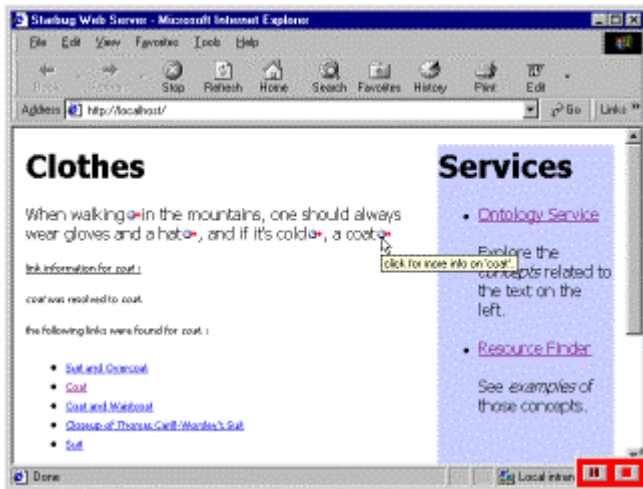 Starbug Web Server - Microsoft Internet Explorer
File Edit View Favorites Tools Help
Back Forward Stop Refresh Home Search Favorites History Print Edit
Address http://localhost/ Go Links »
Clothes
When walking in the mountains, one should always
wear gloves and a hat, and if it's cold, a coat
click for more info on 'coat'.
link information for coat :
coat was resolved to coat.
the following links were found for coat. :
• Suit and Overcoat
• Coat
• Coat and Waistcoat
• Closeup of Thomas Carill-Worsley's Suit
• Suit
Services
• Ontology Service
Explore the
concepts related to
the text on the
left.
• Resource Finder
See examples of
those concepts.
Done
Local intran